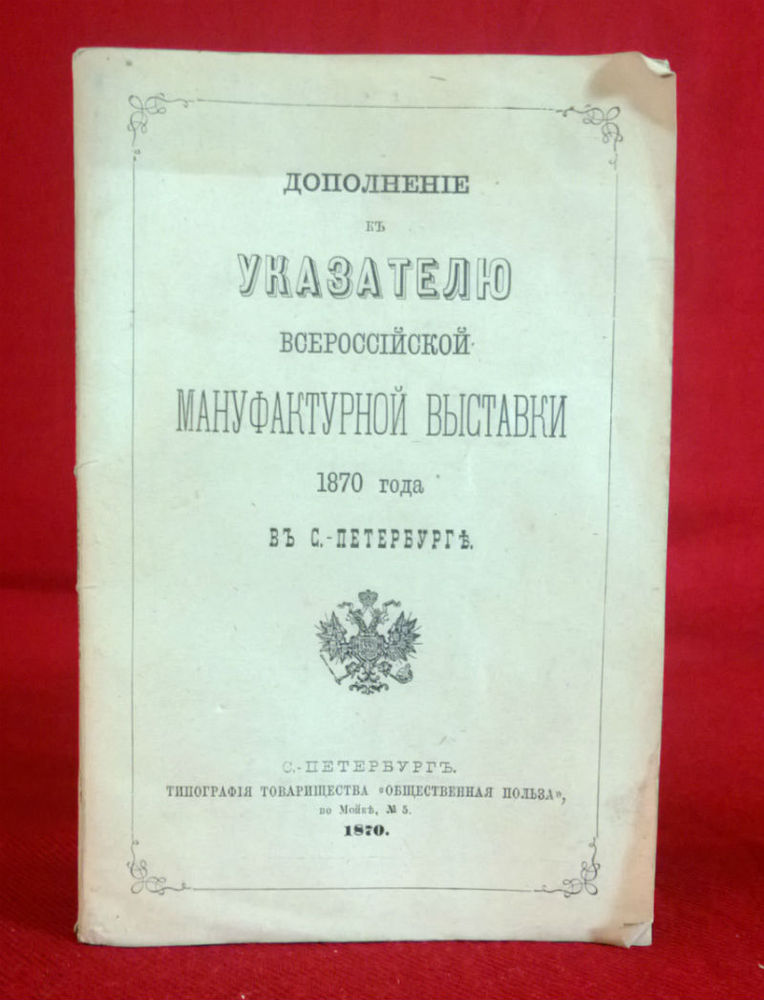 ДОПОЛНЕНІЕ
КЪ
УКАЗАТЕЛЮ
ВСЕРОССІЙСКОЙ
МАНУФАКТУРНОЙ ВЫСТАВКИ
1870 года
ВЪ С.-ПЕТЕРБУРГѢ.
С.-ПЕТЕРБУРГЪ.
ТИПОГРАФІЯ ТОВАРИЩЕСТВА «ОБЩЕСТВЕННАЯ ПОЛЬЗА»,
по Мойкѣ, № 5.
1870.